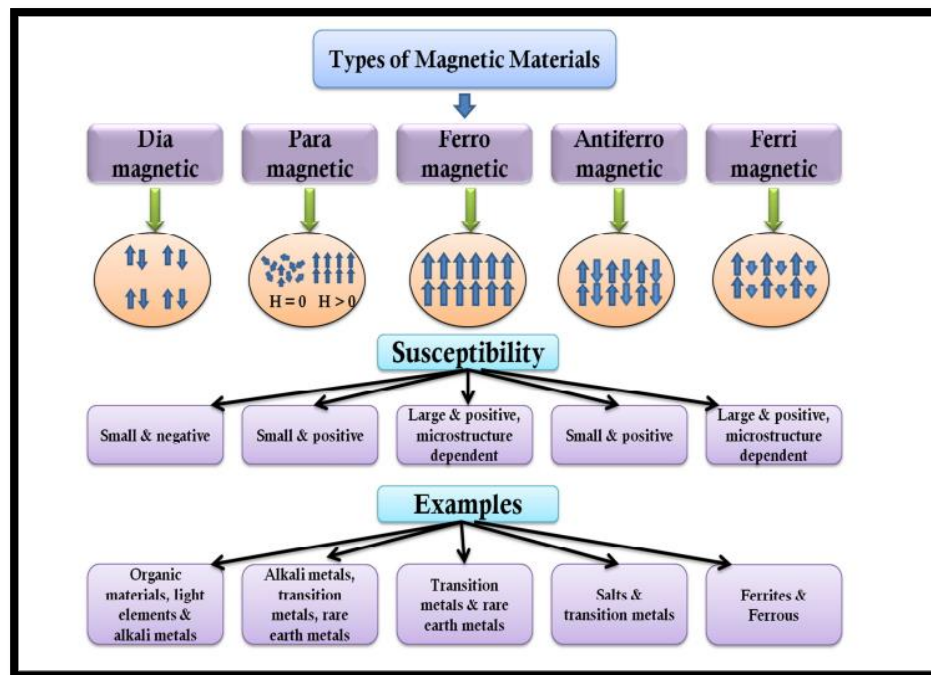 Types of Magnetic Materials
Dia
magnetic
Para
magnetic
Ferro
magnetic
Antiferro
magnetic
Ferri
magnetic
H = 0 H > 0
Susceptibility
Small & negative
Small & positive
Large & positive,
microstructure
dependent
Small & positive
Large & positive,
microstructure
dependent
Examples
Organic
materials, light
elements &
alkali metals
Alkali metals,
transition
metals, rare
earth metals
Transition
metals & rare
earth metals
Salts &
transition metals
Ferrites &
Ferrous